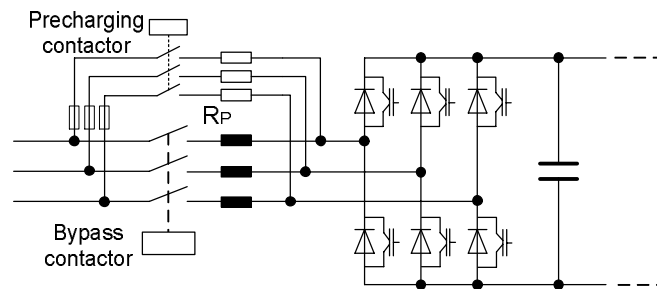 Precharging
contactor
RP
Bypass
contactor